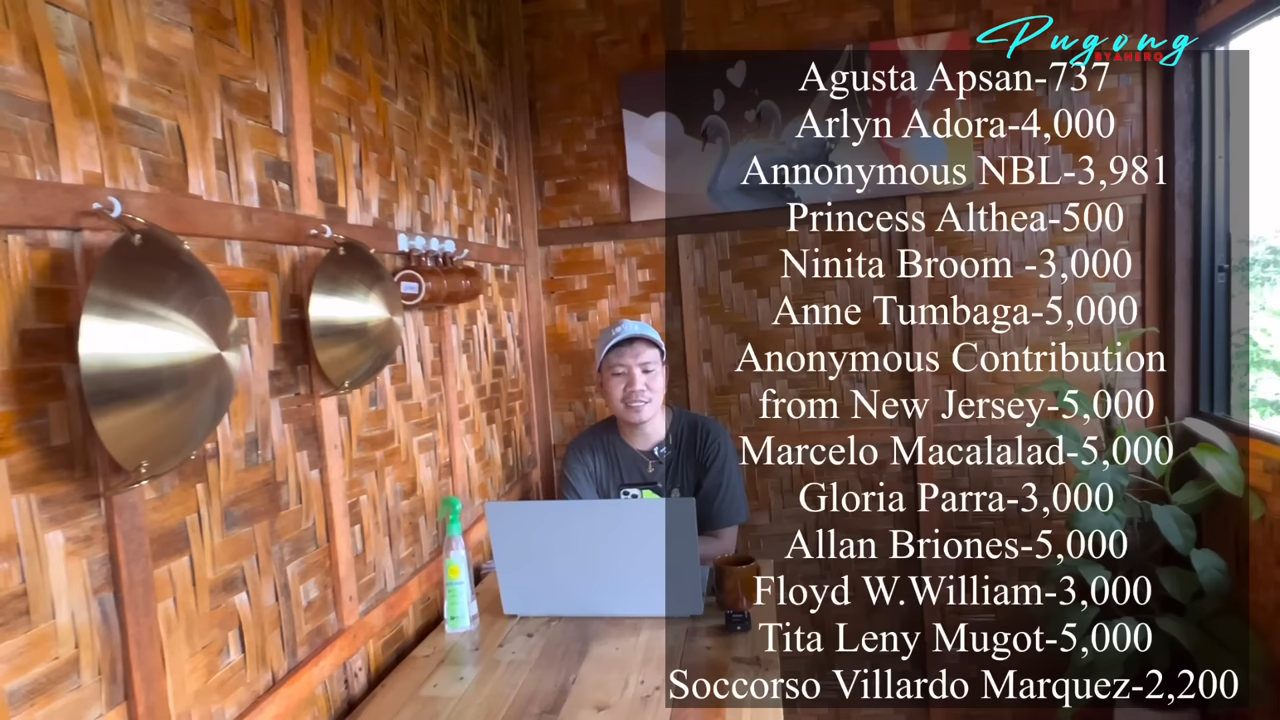 Pugong
BYAHERO
Agusta Apsan-737
Arlyn Adora-4,000
Annonymous NBL-3,981
Princess Althea-500
Ninita Broom -3,000
Anne Tumbaga-5,000
Anonymous Contribution
from New Jersey-5,000
Marcelo Macalalad-5,000
Gloria Parra-3,000
Allan Briones-5,000
Floyd W.William-3,000
Tita Leny Mugot-5,000
Soccorso Villardo Marquez-2,200